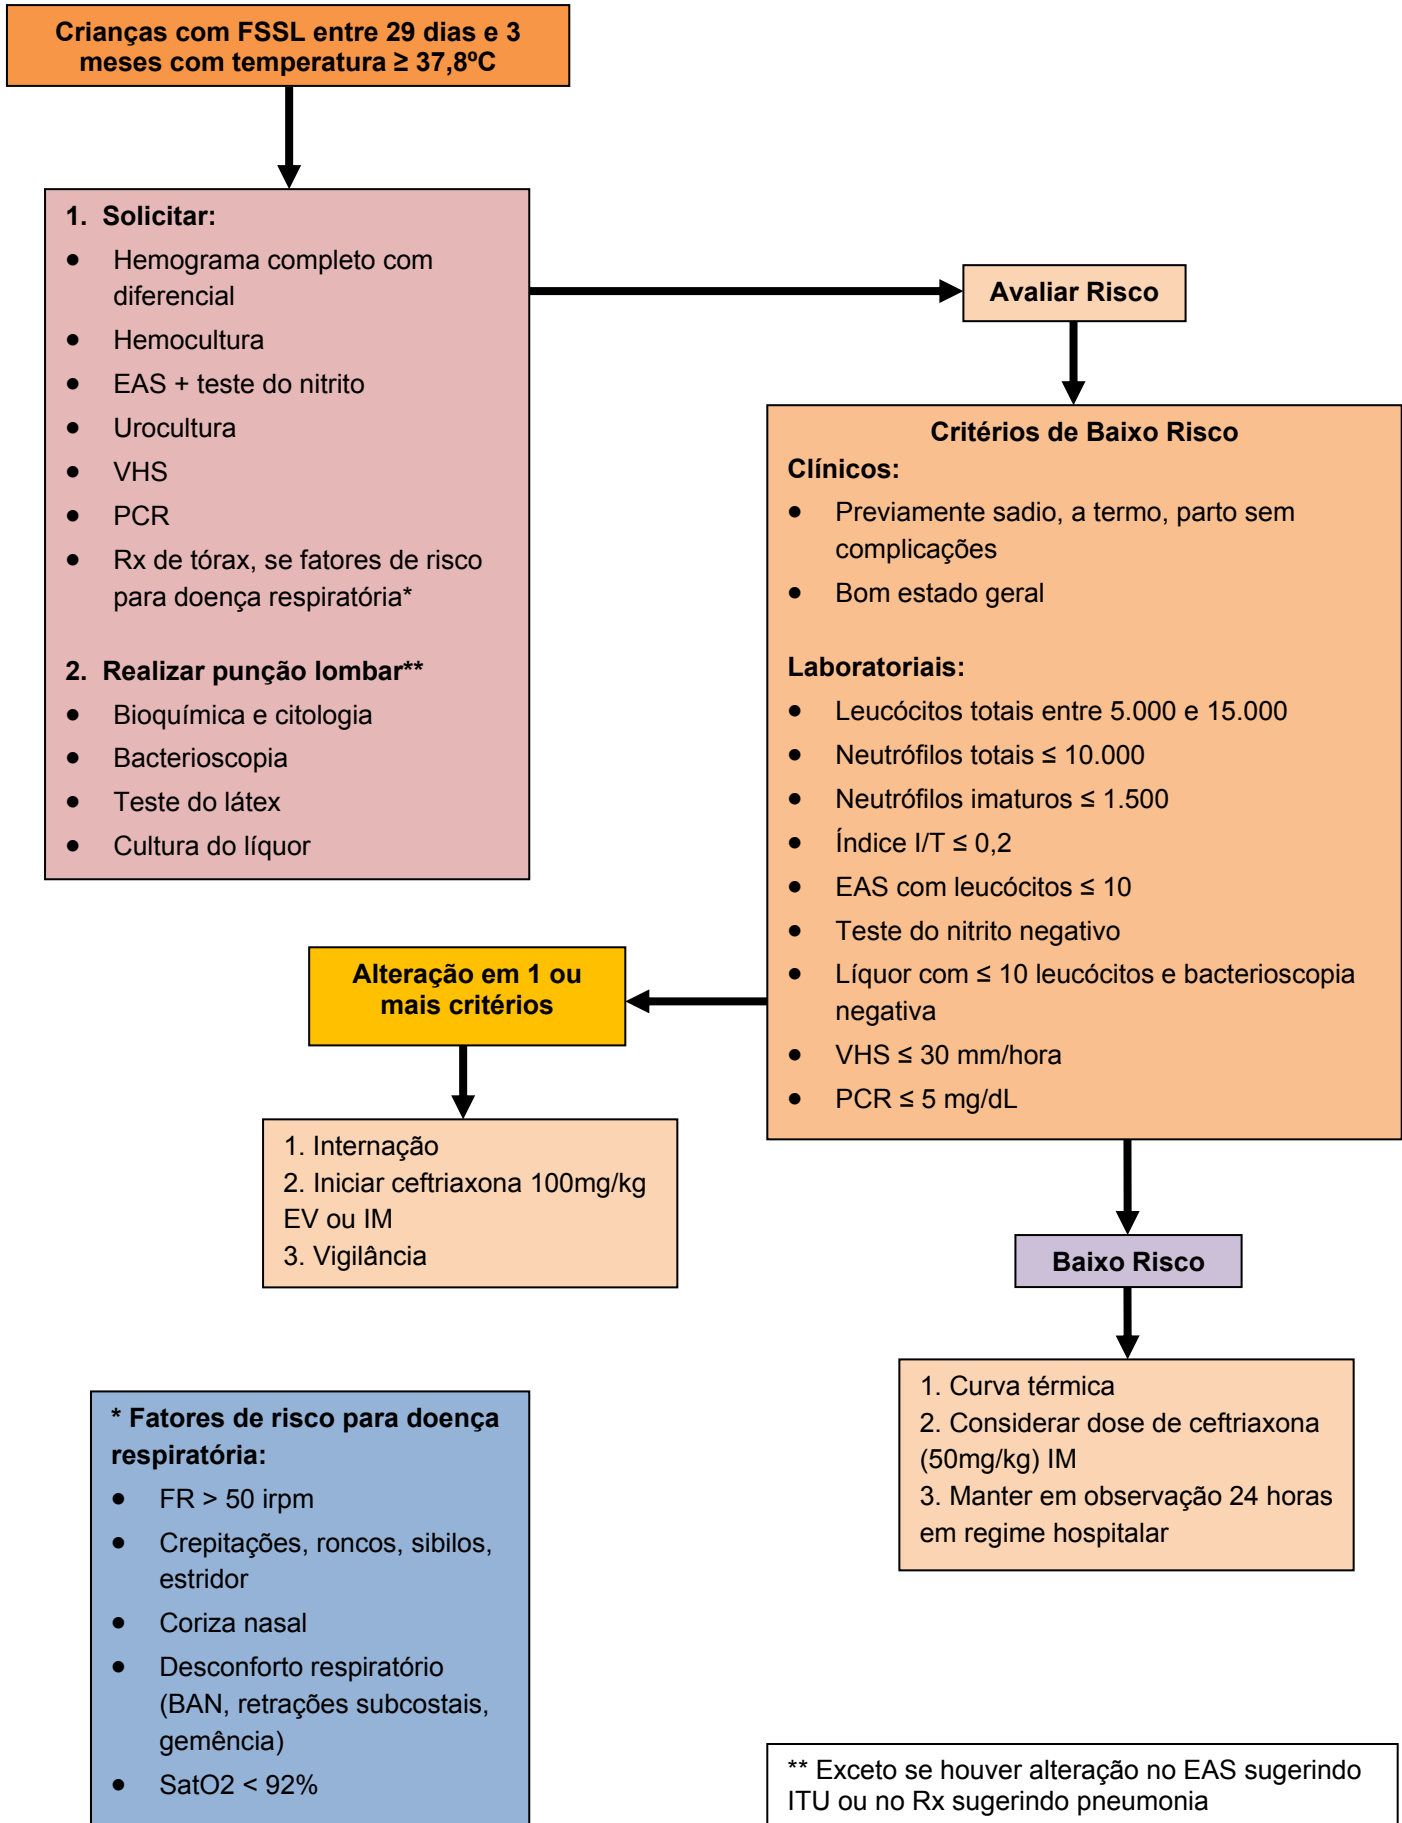 Crianças com FSSL entre 29 dias e 3
meses com temperatura ≥ 37,8ºC
1. Solicitar:
● Hemograma completo com
diferencial
● Hemocultura
● EAS + teste do nitrito
● Urocultura
● VHS
● PCR
● Rx de tórax, se fatores de risco
para doença respiratória*
2. Realizar punção lombar**
● Bioquímica e citologia
● Bacterioscopia
● Teste do látex
● Cultura do líquor
Avaliar Risco
Critérios de Baixo Risco
Clínicos:
● Previamente sadio, a termo, parto sem
complicações
● Bom estado geral
Laboratoriais:
● Leucócitos totais entre 5.000 e 15.000
● Neutrófilos totais ≤ 10.000
● Neutrófilos imaturos ≤ 1.500
● Índice I/T ≤ 0,2
● EAS com leucócitos ≤ 10
● Teste do nitrito negativo
● Líquor com ≤ 10 leucócitos e bacterioscopia
negativa
● VHS ≤ 30 mm/hora
● PCR ≤ 5 mg/dL
Alteração em 1 ou
mais critérios
1. Internação
2. Iniciar ceftriaxona 100mg/kg
EV ou IM
3. Vigilância
Baixo Risco
1. Curva térmica
2. Considerar dose de ceftriaxona
(50mg/kg) IM
3. Manter em observação 24 horas
em regime hospitalar
* Fatores de risco para doença
respiratória:
● FR > 50 irpm
● Crepitações, roncos, sibilos,
estridor
● Coriza nasal
● Desconforto respiratório
(BAN, retrações subcostais,
gemência)
● SatO2 < 92%
** Exceto se houver alteração no EAS sugerindo
ITU ou no Rx sugerindo pneumonia